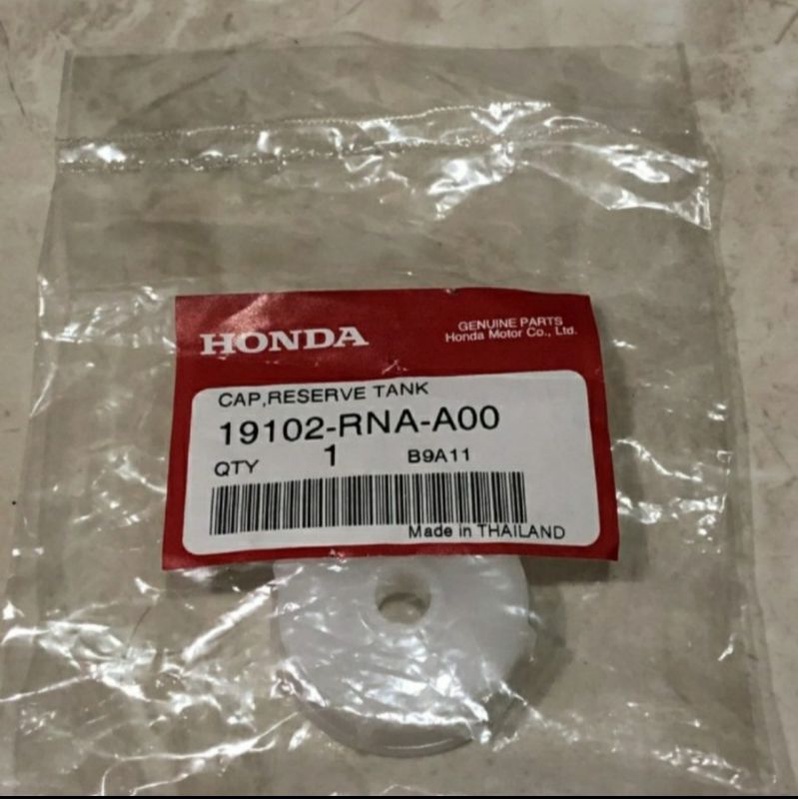 HONDA
GENUINE PARTS
Honda Motor Co., Ltd.
CAP,RESERVE TANK
19102-RNA-A00
QTY 1 B9A11
Made in THAILAND